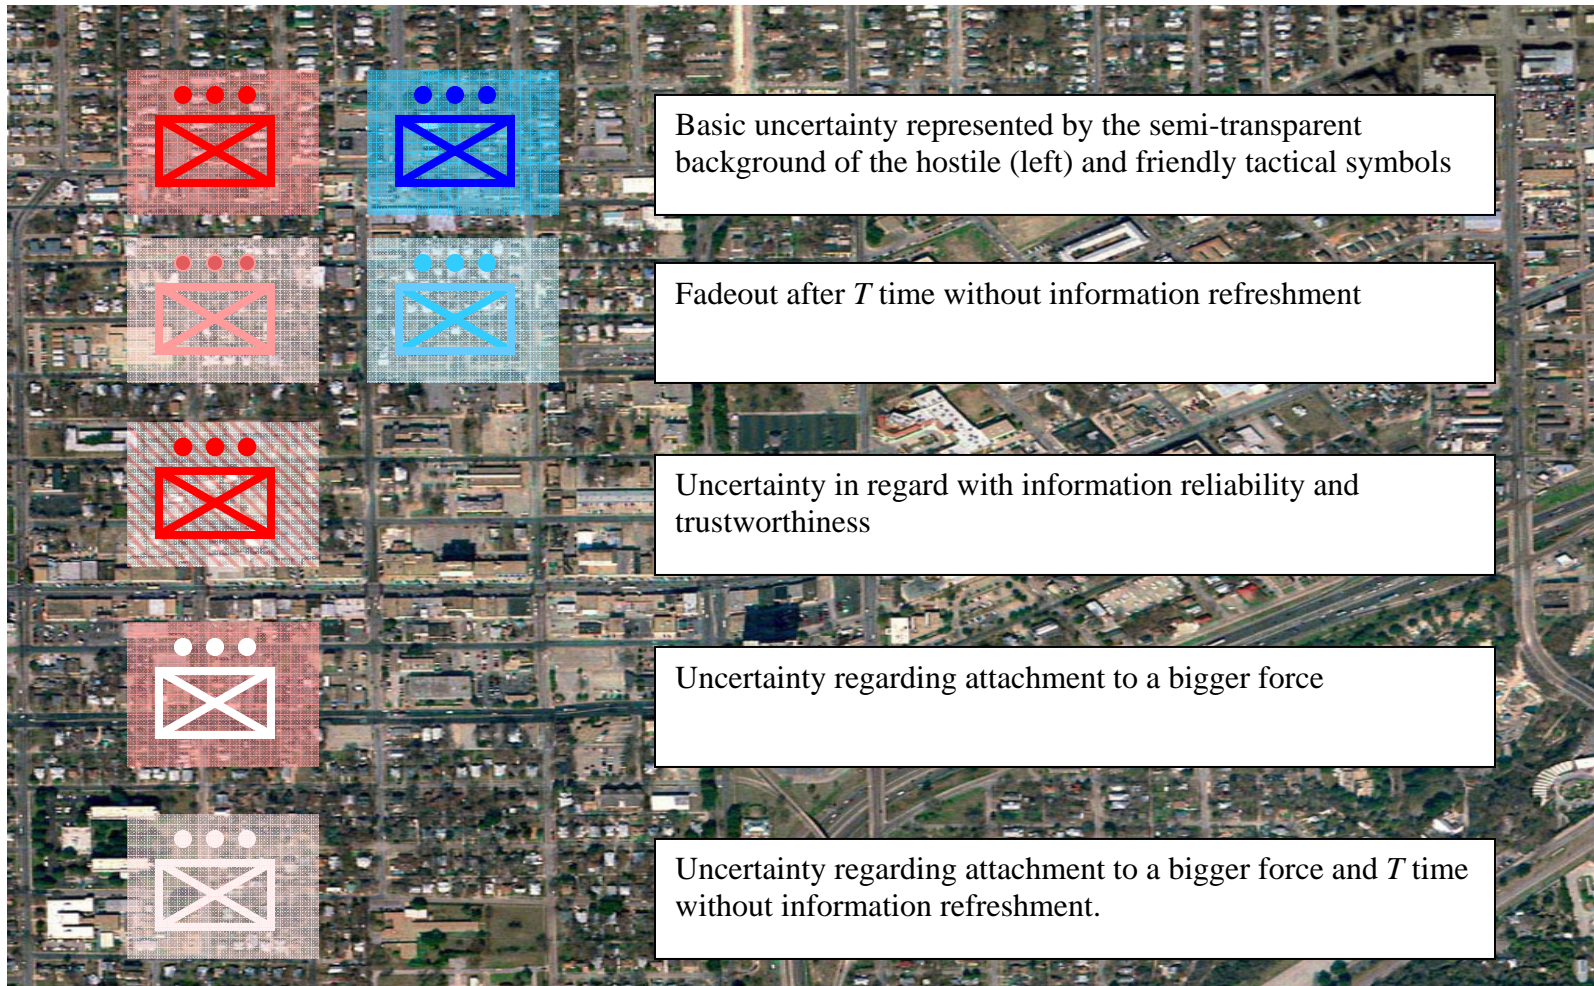 Basic uncertainty represented by the semi-transparent
background of the hostile (left) and friendly tactical symbols
Fadeout after T time without information refreshment
Uncertainty in regard with information reliability and
trustworthiness
Uncertainty regarding attachment to a bigger force
Uncertainty regarding attachment to a bigger force and T time
without information refreshment.